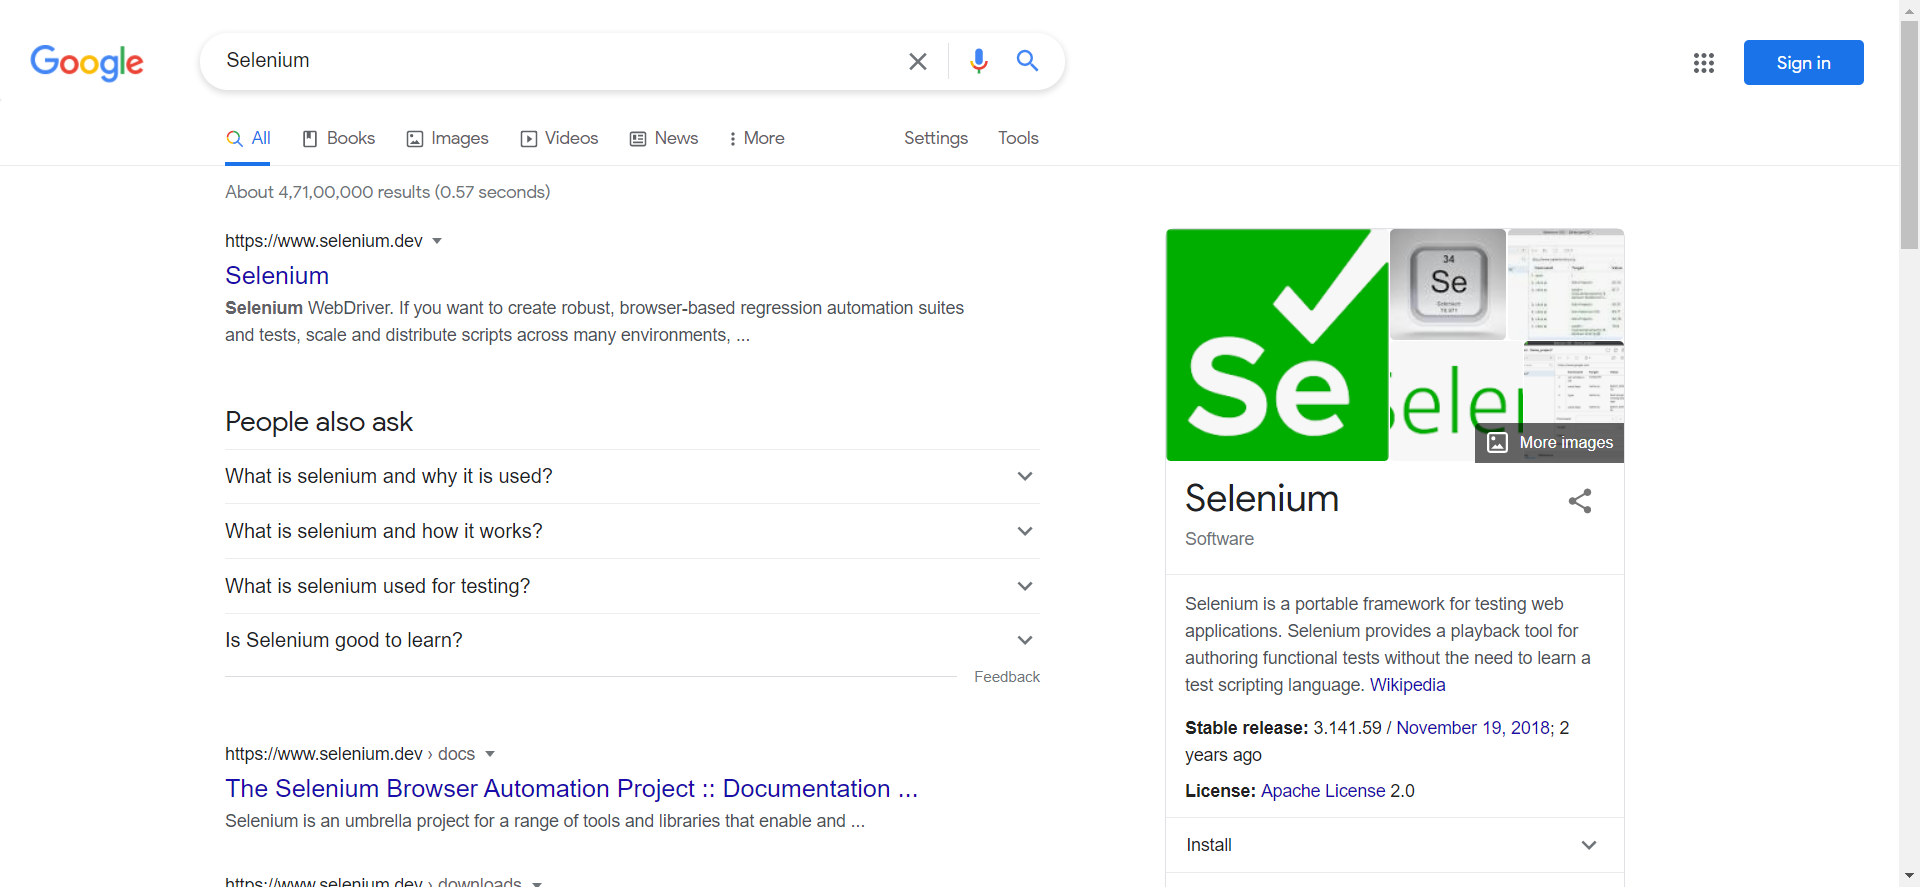 Google
Selenium
Sign in
All
Books
Images
Videos
News
More
Settings
Tools
About 4,71,00,000 results (0.57 seconds)
https://www.selenium.dev
Selenium
Selenium WebDriver. If you want to create robust, browser-based regression automation suites
and tests, scale and distribute scripts across many environments, ...
People also ask
What is selenium and why it is used?
What is selenium and how it works?
What is selenium used for testing?
Is Selenium good to learn?
Feedback
https://www.selenium.dev › docs
The Selenium Browser Automation Project :: Documentation ...
Selenium is an umbrella project for a range of tools and libraries that enable and ...
https://www.selenium.dev › downloads
Se
34
Se
Selenium
More images
Selenium
Software
Selenium is a portable framework for testing web
applications. Selenium provides a playback tool for
authoring functional tests without the need to learn a
test scripting language. Wikipedia
Stable release: 3.141.59 / November 19, 2018; 2
years ago
License: Apache License 2.0
Install